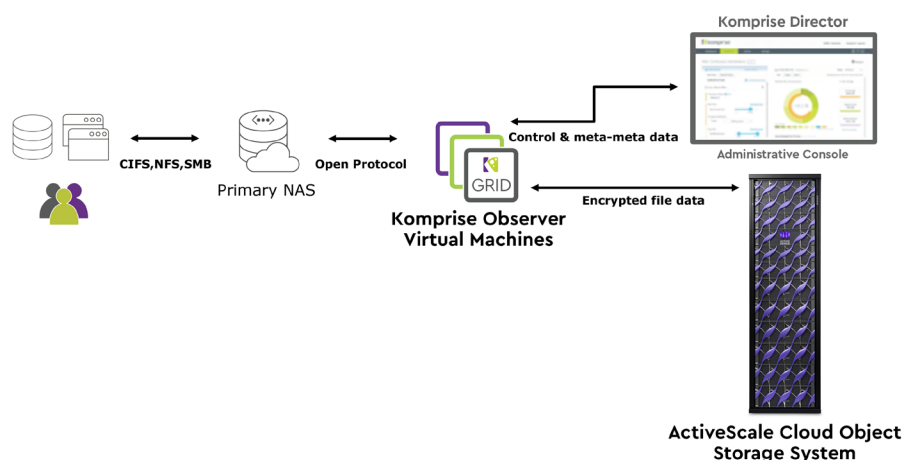 Komprise Director
CIFS,NFS,SMB
Primary NAS
Open Protocol
GRID
Komprise Observer
Virtual Machines
Control & meta-meta data
Administrative Console
Encrypted file data
ActiveScale Cloud Object
Storage System